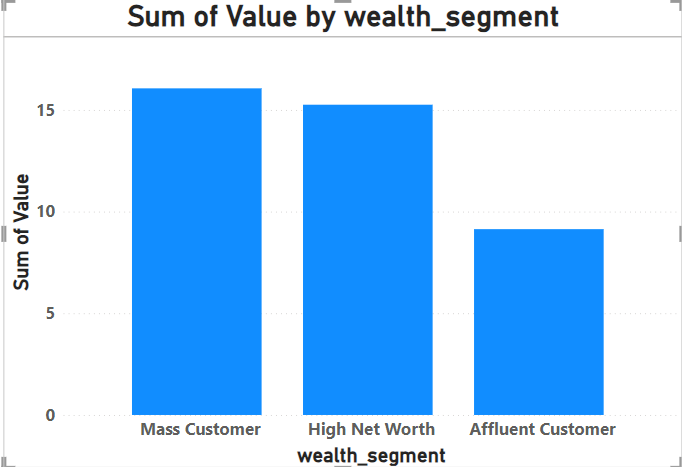 Sum of Value by wealth_segment
Sum of Value
15
10
5
0
Mass Customer
High Net Worth
Affluent Customer
wealth_segment